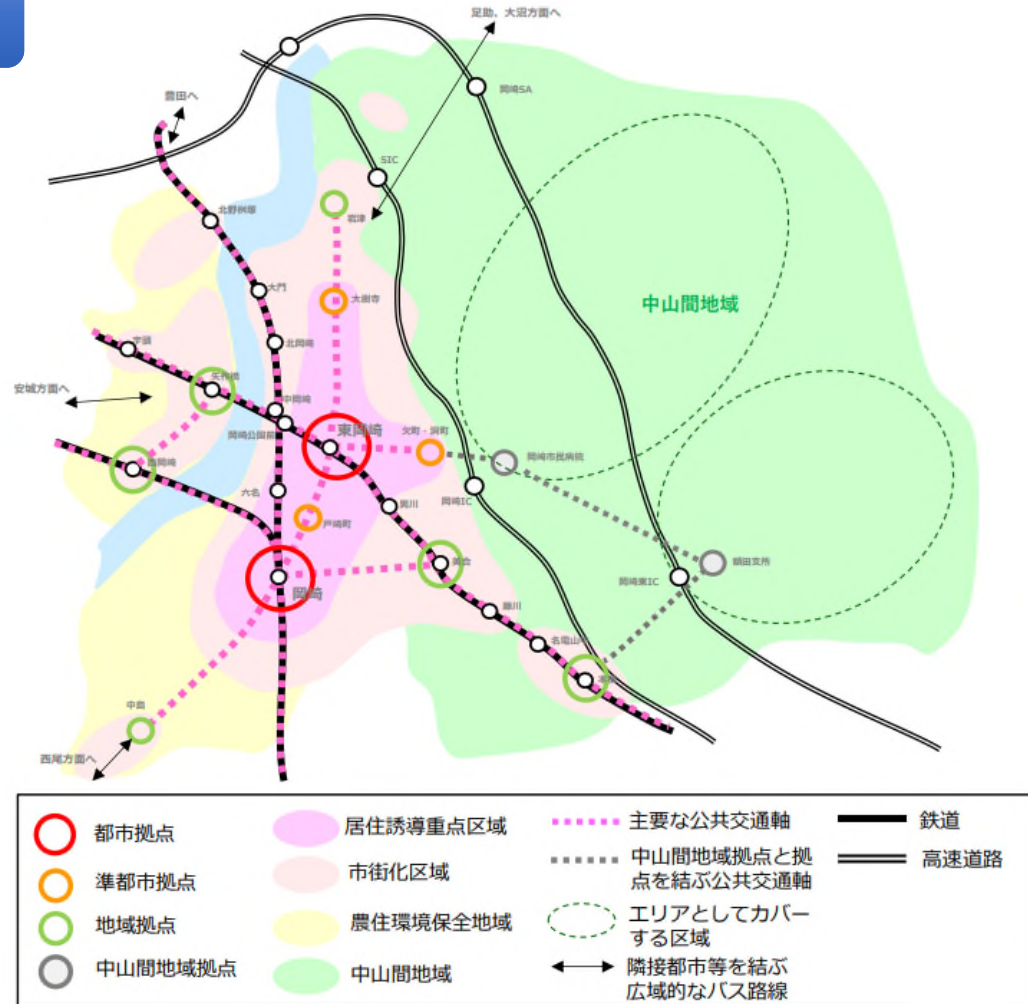 足助、大沼方面へ
岡崎SA
豊田へ
SIC
北野桝塚
岩津
大門
大樹寺
中山間地域
北岡崎
宇頭
矢作橋
安城方面へ
中岡崎
岡崎公園前
東岡崎
欠町・洞町
岡崎市民病院
西岡崎
六名
岡崎IC
男川
戸崎町
美合
額田支所
岡崎東IC
岡崎
藤川
名電山中
本宿
中島
西尾方面へ
都市拠点
居住誘導重点区域
主要な公共交通軸
鉄道
準都市拠点
市街化区域
中山間地域拠点と拠
点を結ぶ公共交通軸
高速道路
地域拠点
農住環境保全地域
エリアとしてカバー
する区域
中山間地域拠点
中山間地域
隣接都市等を結ぶ
広域的なバス路線